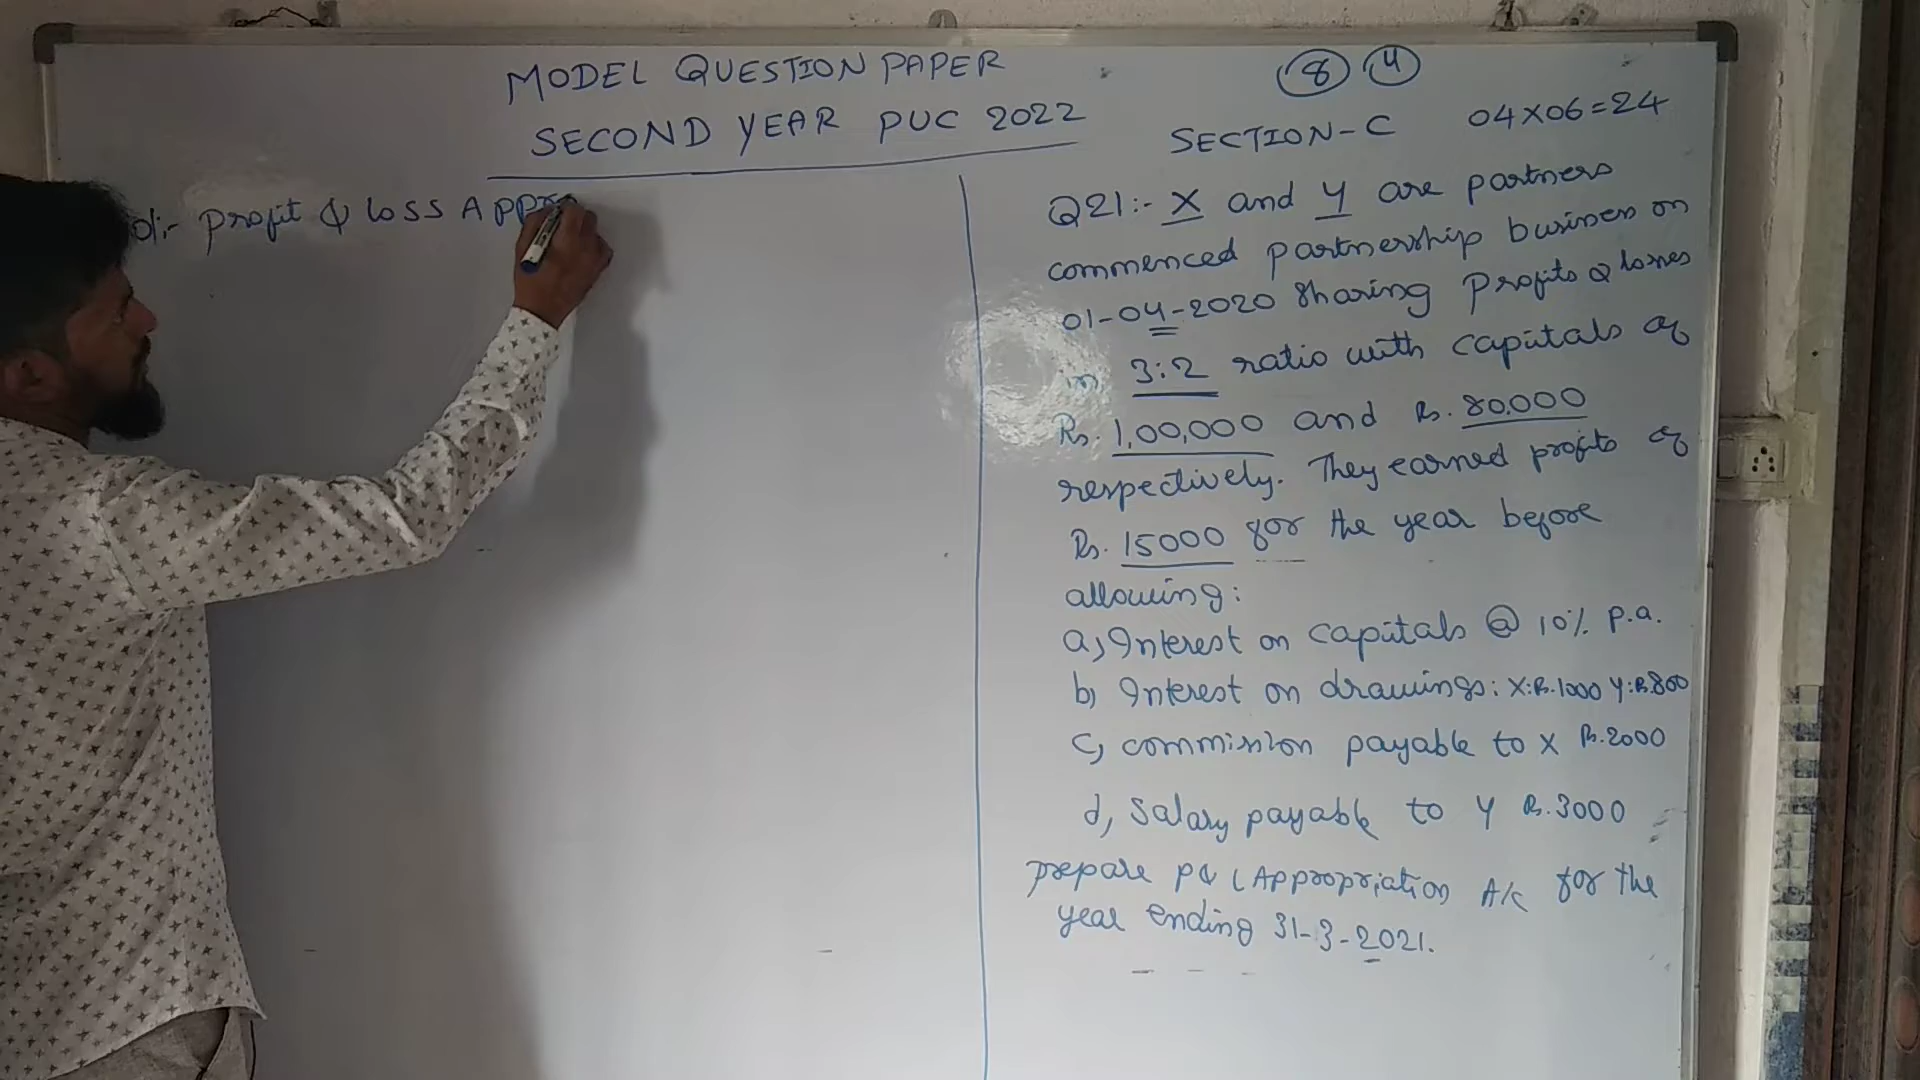 MODEL QUESTION PAPER
SECOND YEAR PUC 2022
Profit & Loss Appro
8 4
SECTION-C 04X06=24
Q21:- X and Y are partners
commenced partnership business on
01-04-2020 sharing Profits & losses
in 3:2 ratio with capitals of
Rs. 1,00,000 and Rs. 80,000
respectively. They earned profits of
Rs. 15000 for the year before
allowing:
a, Interest on capitals @ 10% p.a.
b, Interest on drawings: X:Rs.1000 Y:Rs.800
c, commission payable to X Rs.2000
d, Salary payable to Y Rs.3000
prepare P&L Appropriation A/c for the
year ending 31-3-2021.